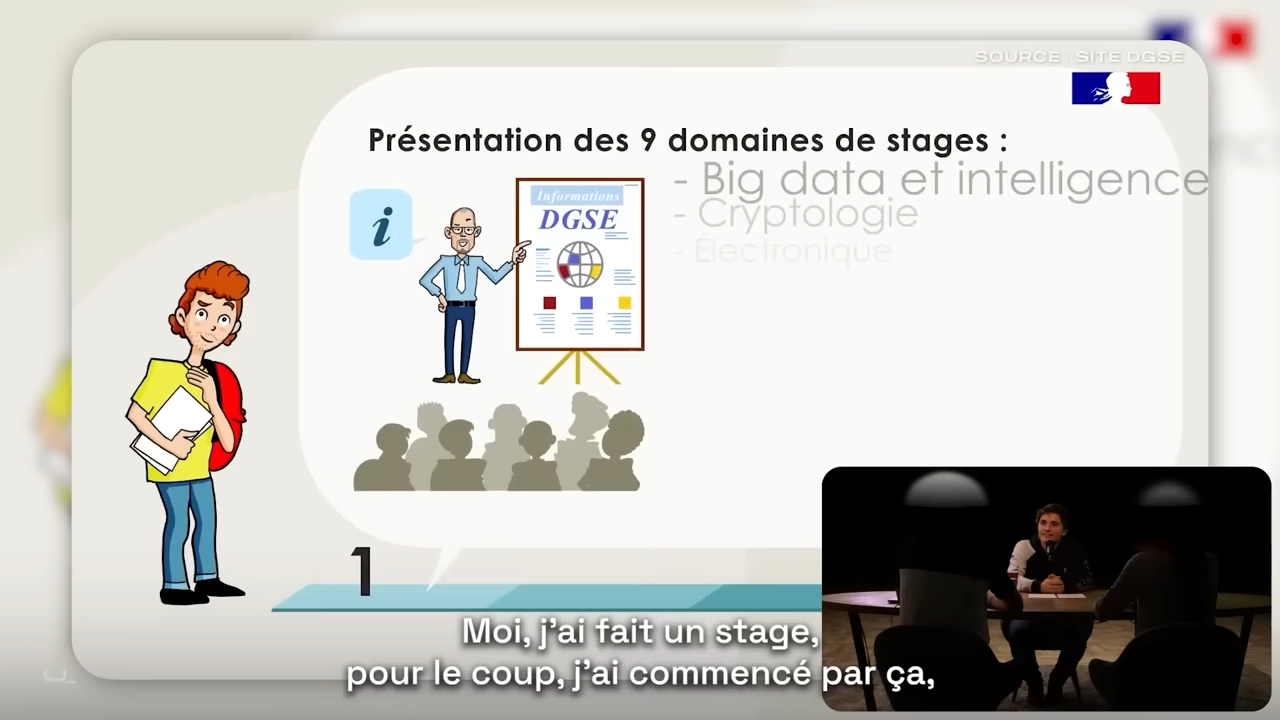 SOURCE : SITE DGSE
Présentation des 9 domaines de stages :
- Big data et intelligence
- Cryptologie
- Électronique
i
Informations
DGSE
1
Moi, j'ai fait un stage,
pour le coup, j'ai commencé par ça,